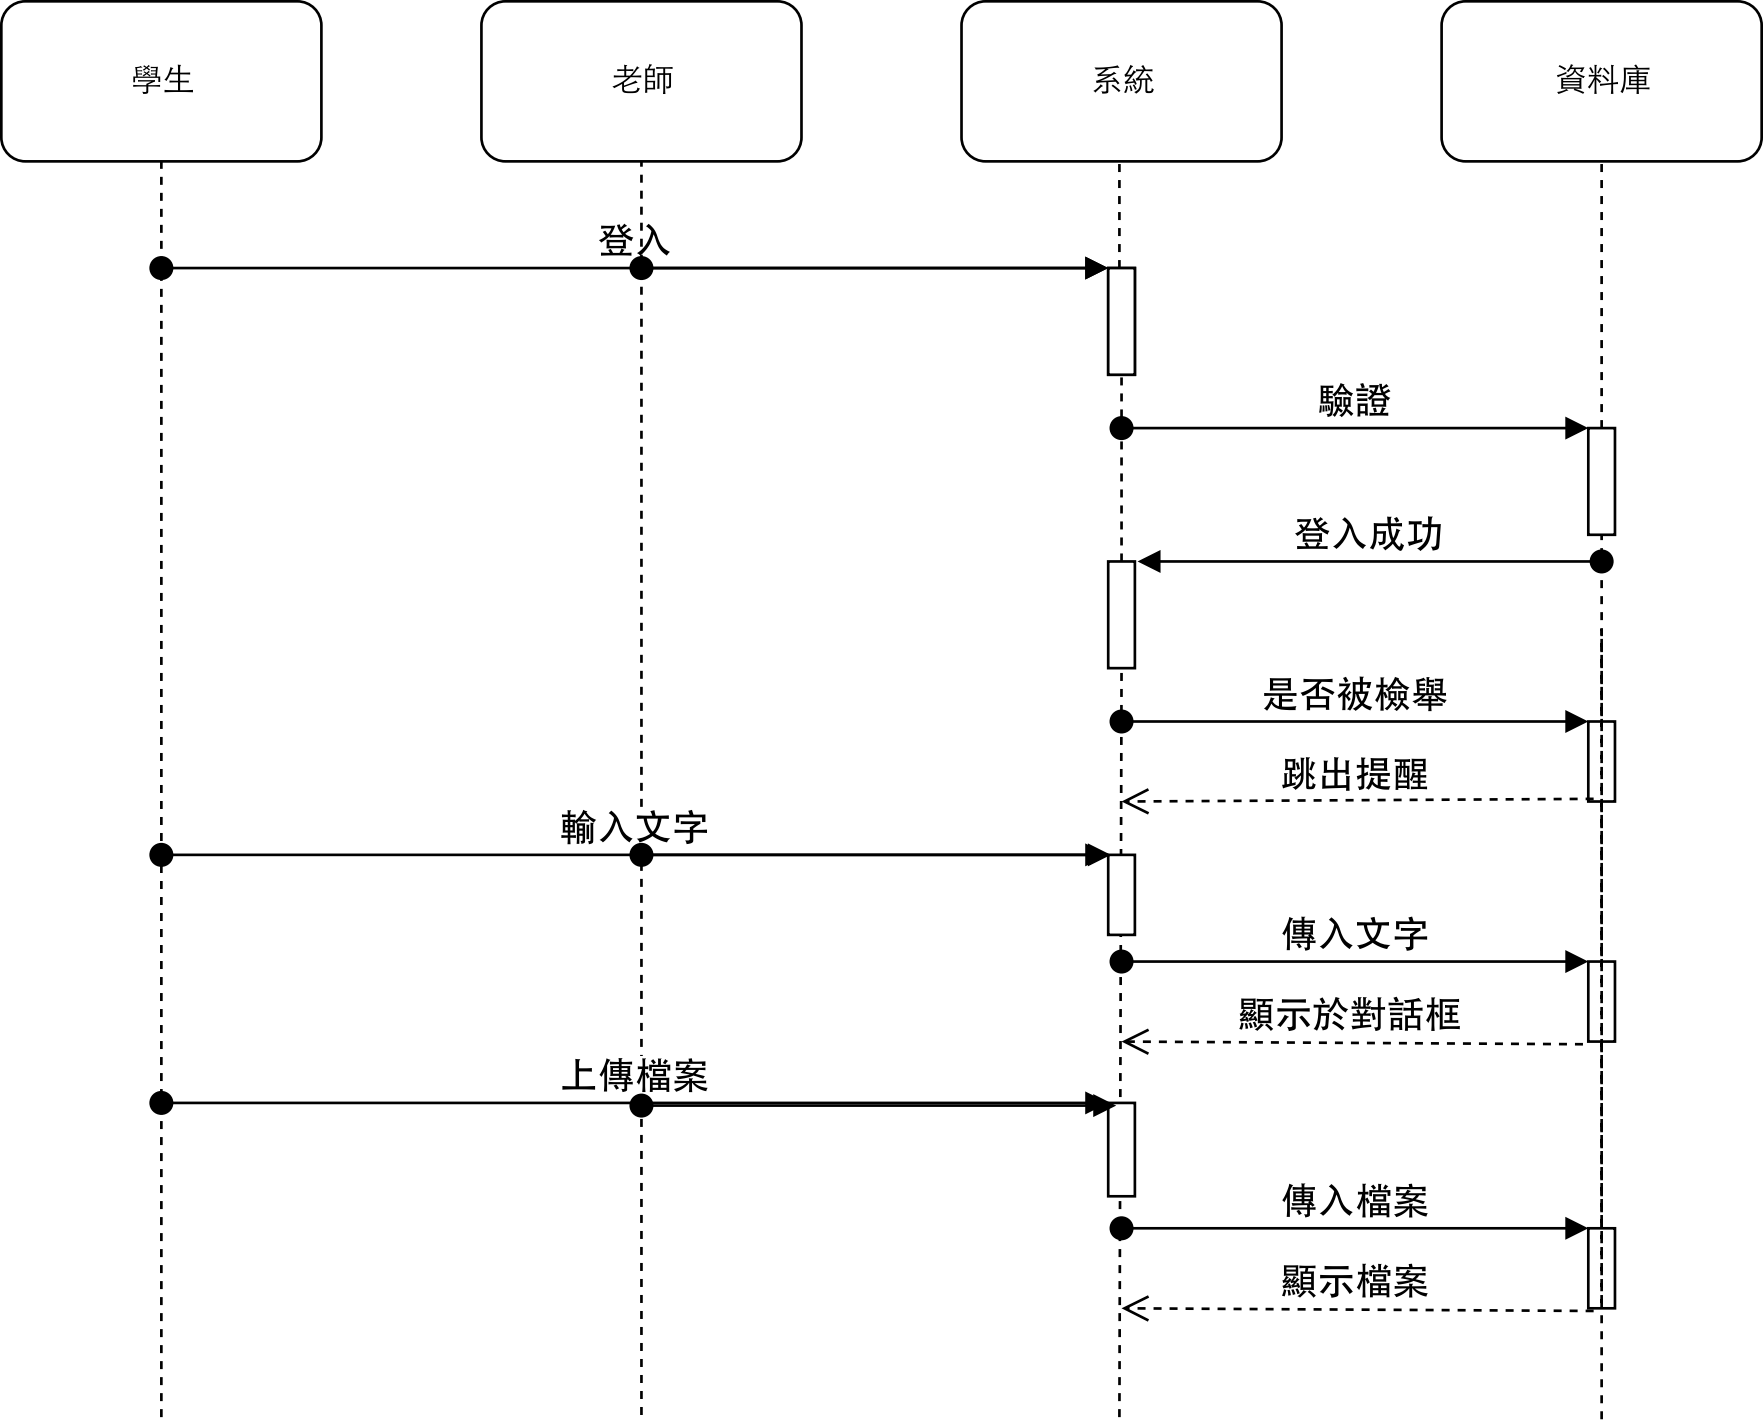 學生
老師
系統
資料庫
登入
驗證
登入成功
是否被檢舉
跳出提醒
輸入文字
傳入文字
顯示於對話框
上傳檔案
傳入檔案
顯示檔案